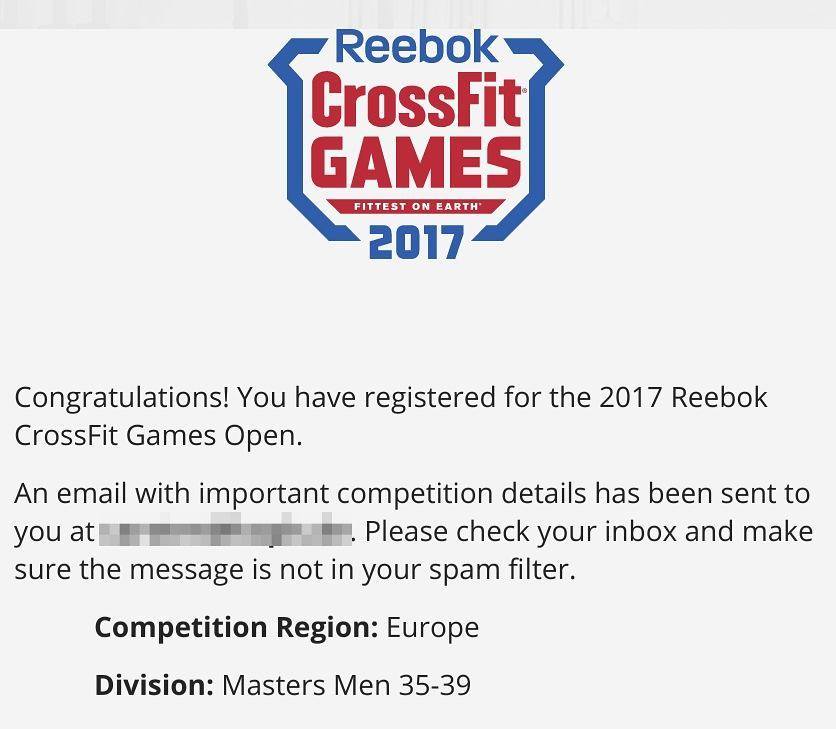 Reebok
CrossFit®
GAMES
FITTEST ON EARTH™
2017
Congratulations! You have registered for the 2017 Reebok
CrossFit Games Open.
An email with important competition details has been sent to
you at . Please check your inbox and make
sure the message is not in your spam filter.
Competition Region: Europe
Division: Masters Men 35-39